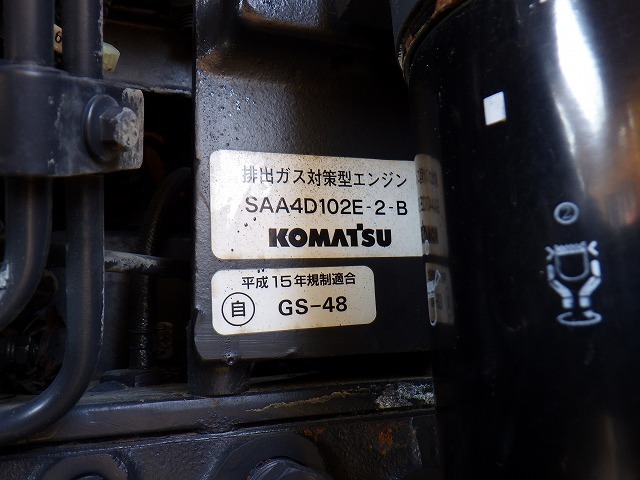 排出ガス対策型エンジン
SAA4D102E-2-B
KOMATSU
平成15年規制適合
自 GS-48